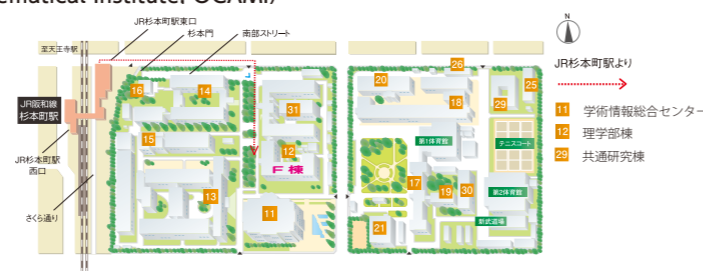 ematical Institute, OCAMI)
JR杉本町駅東口
杉本門
南部ストリート
至天王寺駅
N
JR杉本町駅より
26
25
20
16
14
18
29
31
JR阪和線
杉本町駅
11 学術情報総合センター
12 理学部棟
29 共通研究棟
15
第1体育館
テニスコート
12
F棟
JR杉本町駅
西口
17
19
30
第2体育館
13
さくら通り
11
新武道場
21